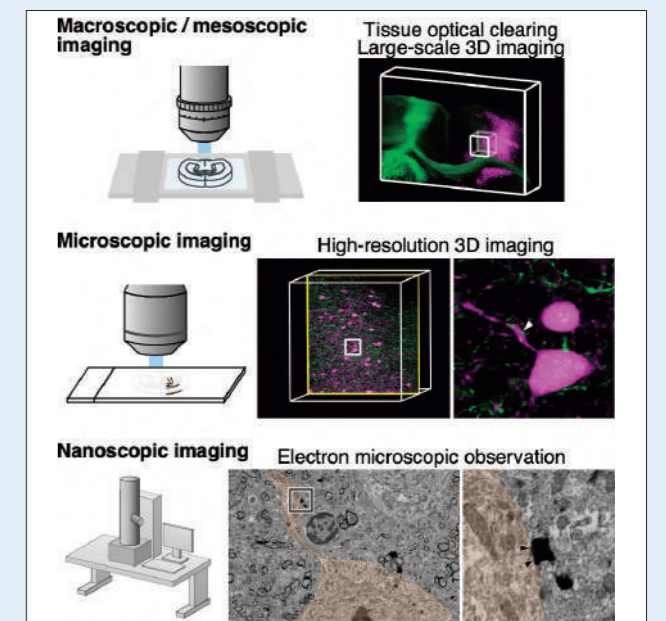 Macroscopic / mesoscopic
imaging
Tissue optical clearing
Large-scale 3D imaging
Microscopic imaging
High-resolution 3D imaging
Nanoscopic imaging
Electron microscopic observation